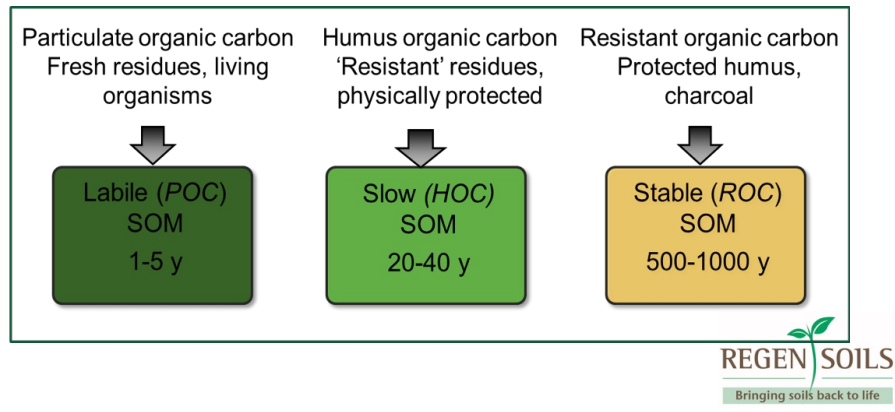 Particulate organic carbon
Fresh residues, living
organisms
Humus organic carbon
‘Resistant’ residues,
physically protected
Resistant organic carbon
Protected humus,
charcoal
Labile (POC)
SOM
1-5 y
Slow (HOC)
SOM
20-40 y
Stable (ROC)
SOM
500-1000 y
REGEN SOILS
Bringing soils back to life